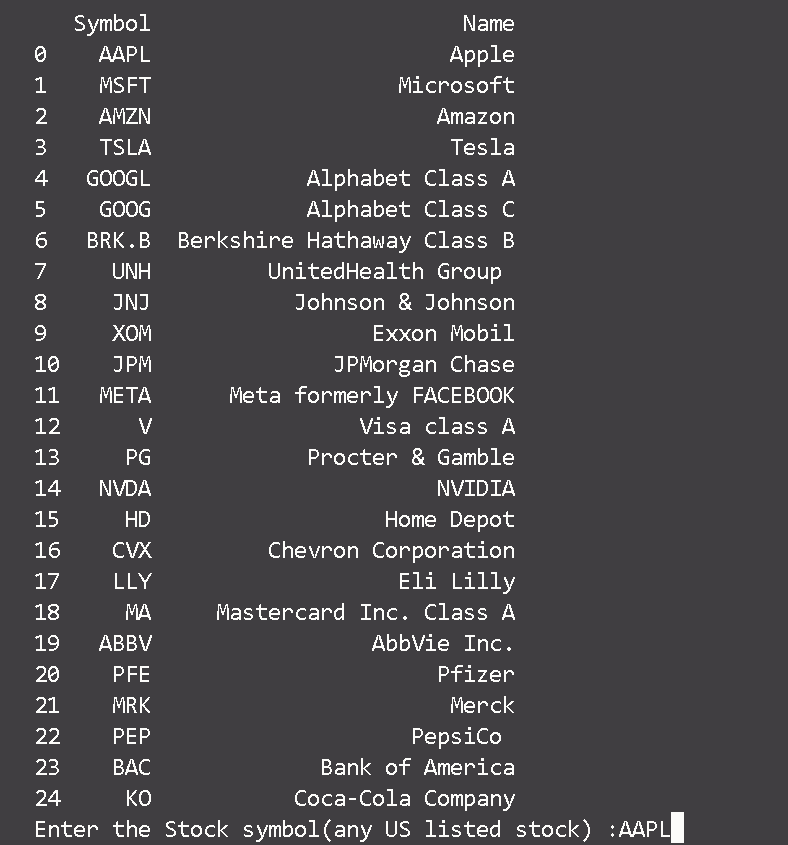 Symbol Name
0 AAPL Apple
1 MSFT Microsoft
2 AMZN Amazon
3 TSLA Tesla
4 GOOGL Alphabet Class A
5 GOOG Alphabet Class C
6 BRK.B Berkshire Hathaway Class B
7 UNH UnitedHealth Group
8 JNJ Johnson & Johnson
9 XOM Exxon Mobil
10 JPM JPMorgan Chase
11 META Meta formerly FACEBOOK
12 V Visa class A
13 PG Procter & Gamble
14 NVDA NVIDIA
15 HD Home Depot
16 CVX Chevron Corporation
17 LLY Eli Lilly
18 MA Mastercard Inc. Class A
19 ABBV AbbVie Inc.
20 PFE Pfizer
21 MRK Merck
22 PEP PepsiCo
23 BAC Bank of America
24 KO Coca-Cola Company
Enter the Stock symbol(any US listed stock) :AAPL